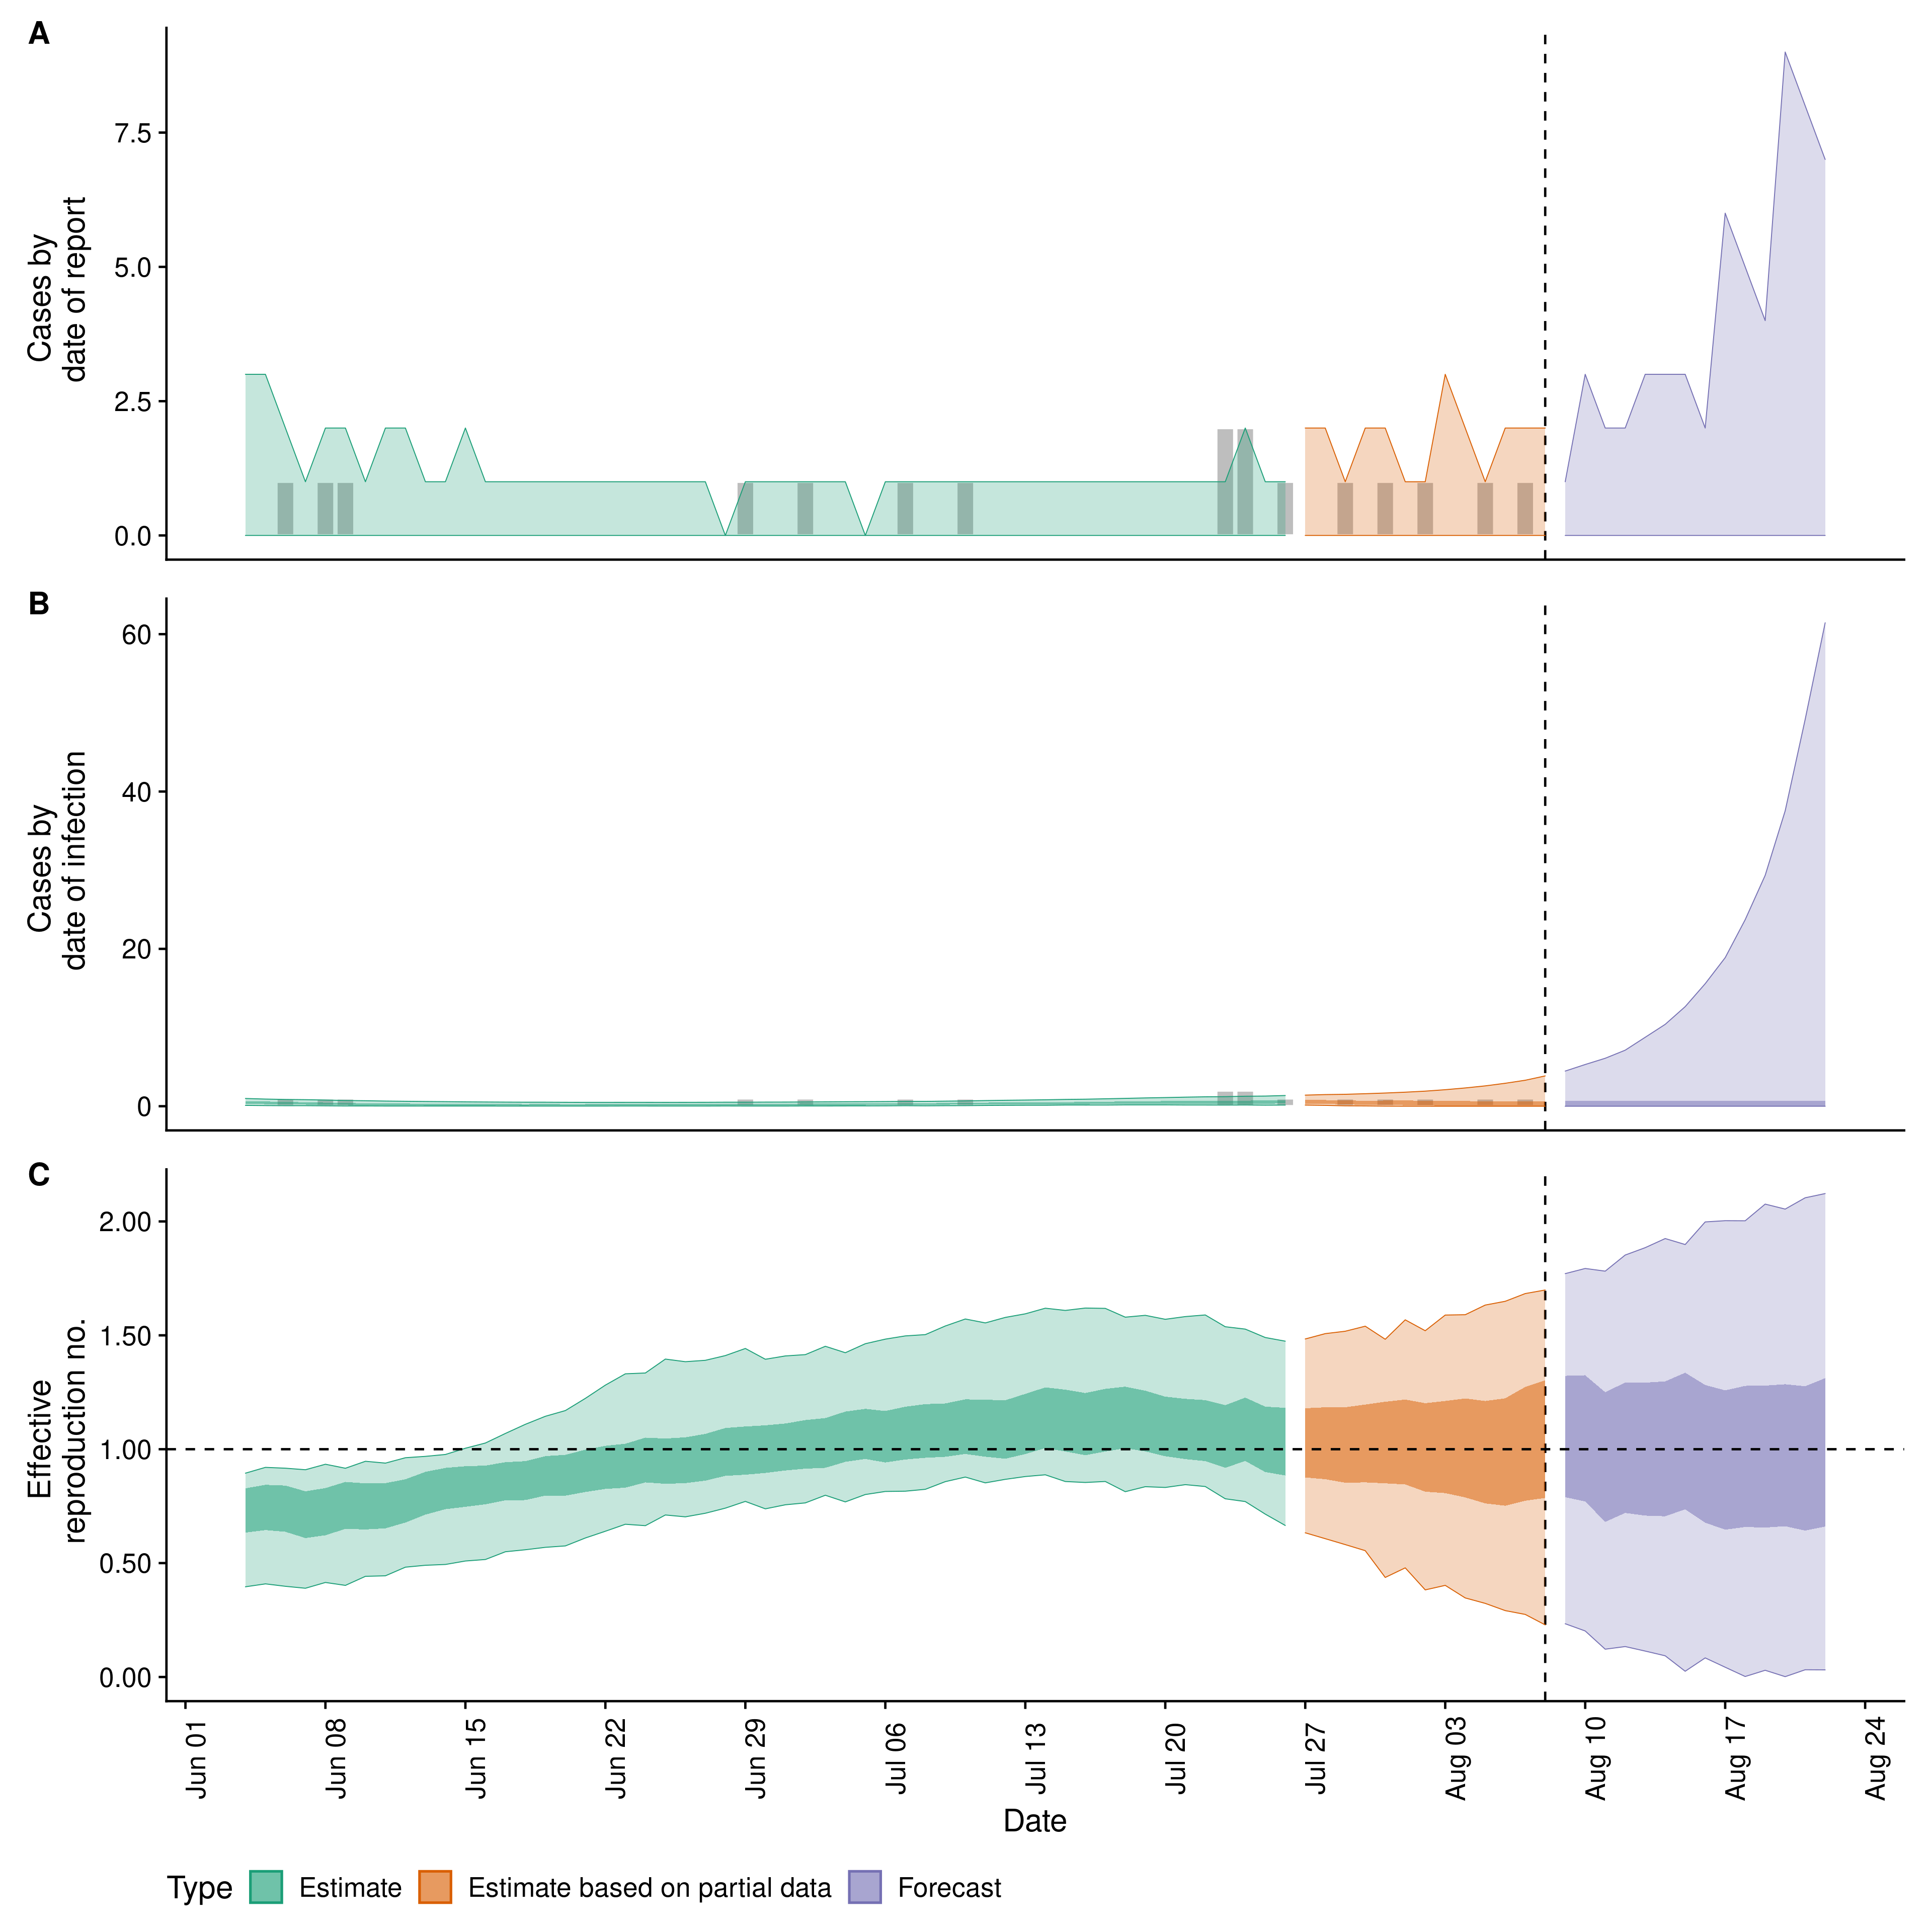 A
Cases by
date of report
7.5
5.0
2.5
0.0
B
Cases by
date of infection
60
40
20
0
C
Effective
reproduction no.
2.00
1.50
1.00
0.50
0.00
Jun 01
Jun 08
Jun 15
Jun 22
Jun 29
Jul 06
Jul 13
Jul 20
Jul 27
Aug 03
Aug 10
Aug 17
Aug 24
Date
Type Estimate Estimate based on partial data Forecast